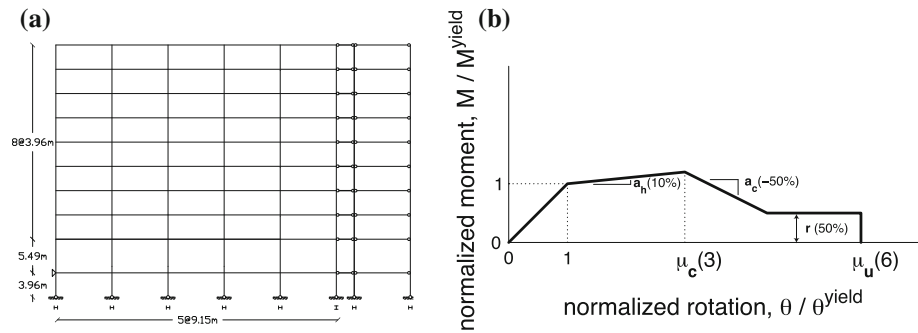 (a)
8@3.96m
5.49m
3.96m
H H H H H I H H
5@9.15m
(b)
normalized moment, M / M^yield
1
0
a_h(10%)
a_c(-50%)
r (50%)
0 1 μ_c(3) μ_u(6)
normalized rotation, θ / θ^yield